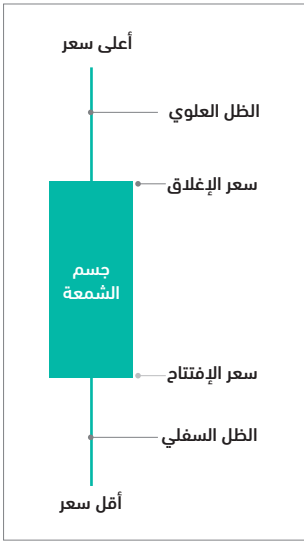 أعلى سعر
الظل العلوي
سعر الإغلاق
جسم
الشمعة
سعر الإفتتاح
الظل السفلي
أقل سعر